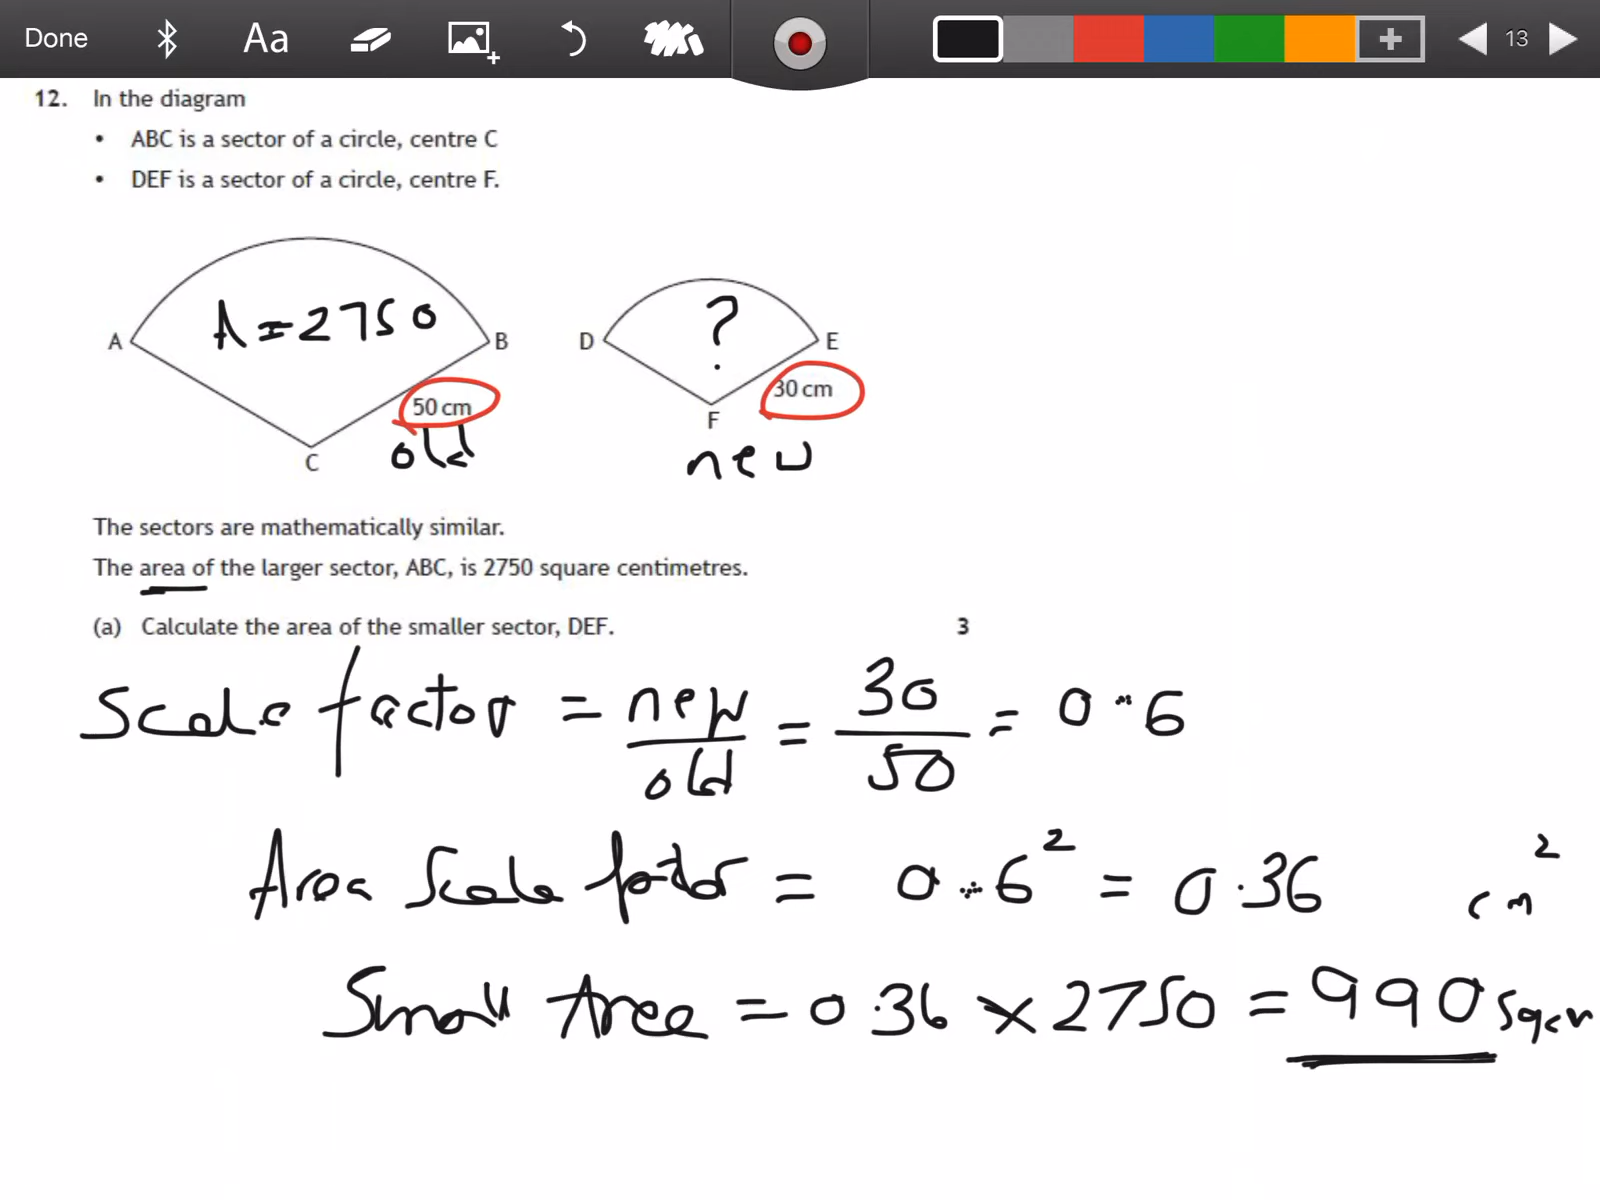 Done Aa 13
12. In the diagram
• ABC is a sector of a circle, centre C
• DEF is a sector of a circle, centre F.
A A=2750 B D ? E
50 cm 30 cm
C old F new
The sectors are mathematically similar.
The area of the larger sector, ABC, is 2750 square centimetres.
(a) Calculate the area of the smaller sector, DEF. 3
Scale factor = new/old = 30/50 = 0.6
Area Scale factor = 0.6² = 0.36 cm²
Small Area = 0.36 × 2750 = 990 sqcm